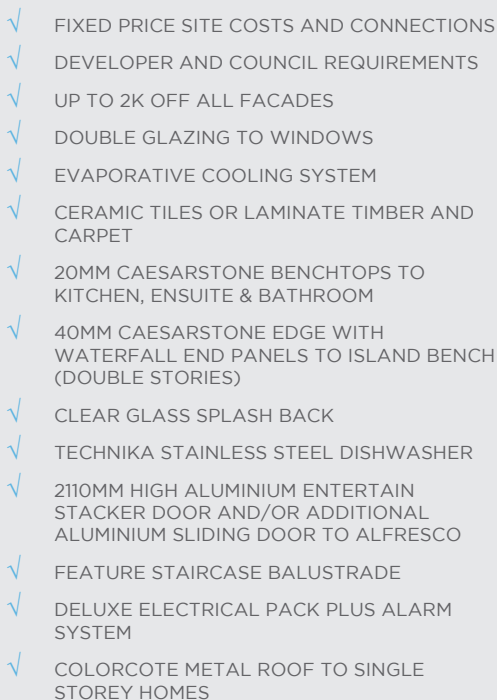 √ FIXED PRICE SITE COSTS AND CONNECTIONS
√ DEVELOPER AND COUNCIL REQUIREMENTS
√ UP TO 2K OFF ALL FACADES
√ DOUBLE GLAZING TO WINDOWS
√ EVAPORATIVE COOLING SYSTEM
√ CERAMIC TILES OR LAMINATE TIMBER AND
CARPET
√ 20MM CAESARSTONE BENCHTOPS TO
KITCHEN, ENSUITE & BATHROOM
√ 40MM CAESARSTONE EDGE WITH
WATERFALL END PANELS TO ISLAND BENCH
(DOUBLE STORIES)
√ CLEAR GLASS SPLASH BACK
√ TECHNIKA STAINLESS STEEL DISHWASHER
√ 2110MM HIGH ALUMINIUM ENTERTAIN
STACKER DOOR AND/OR ADDITIONAL
ALUMINIUM SLIDING DOOR TO ALFRESCO
√ FEATURE STAIRCASE BALUSTRADE
√ DELUXE ELECTRICAL PACK PLUS ALARM
SYSTEM
√ COLORCOTE METAL ROOF TO SINGLE
STOREY HOMES